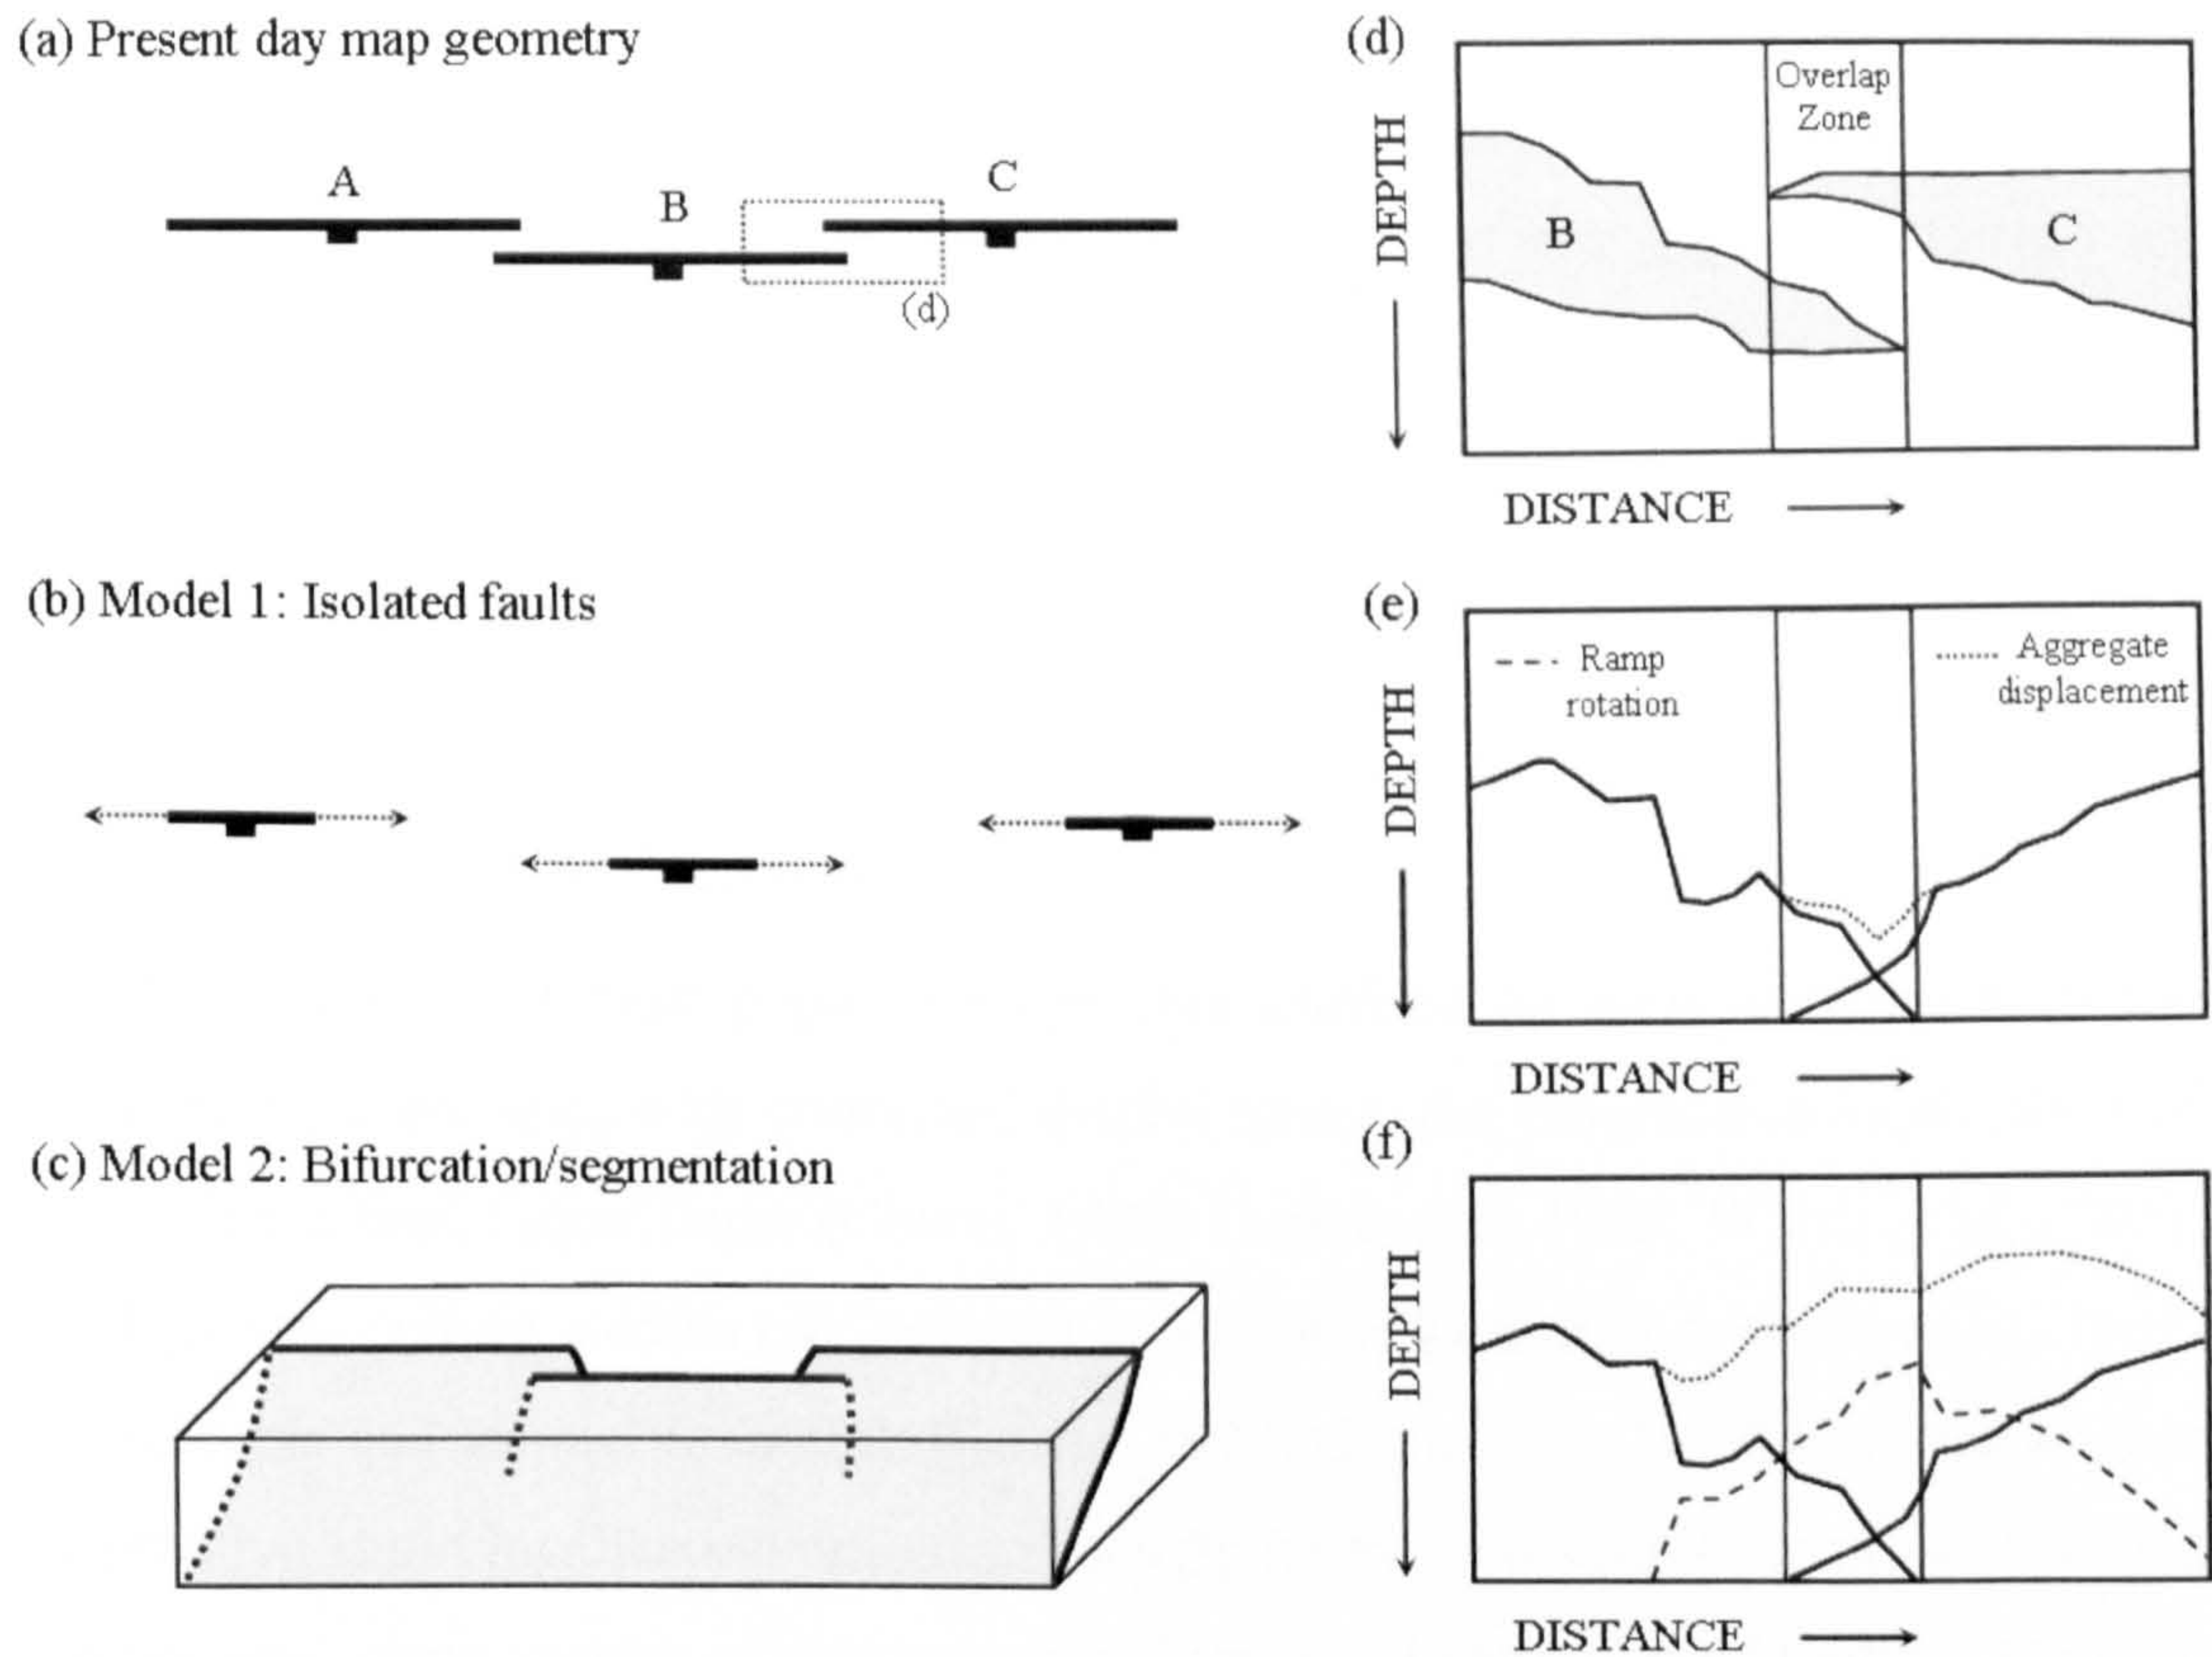 (a) Present day map geometry
A
B
C
(d)
(b) Model 1: Isolated faults
(c) Model 2: Bifurcation/segmentation
(d)
Overlap
Zone
B
C
DEPTH
DISTANCE
(e)
Ramp
rotation
Aggregate
displacement
DEPTH
DISTANCE
(f)
DEPTH
DISTANCE